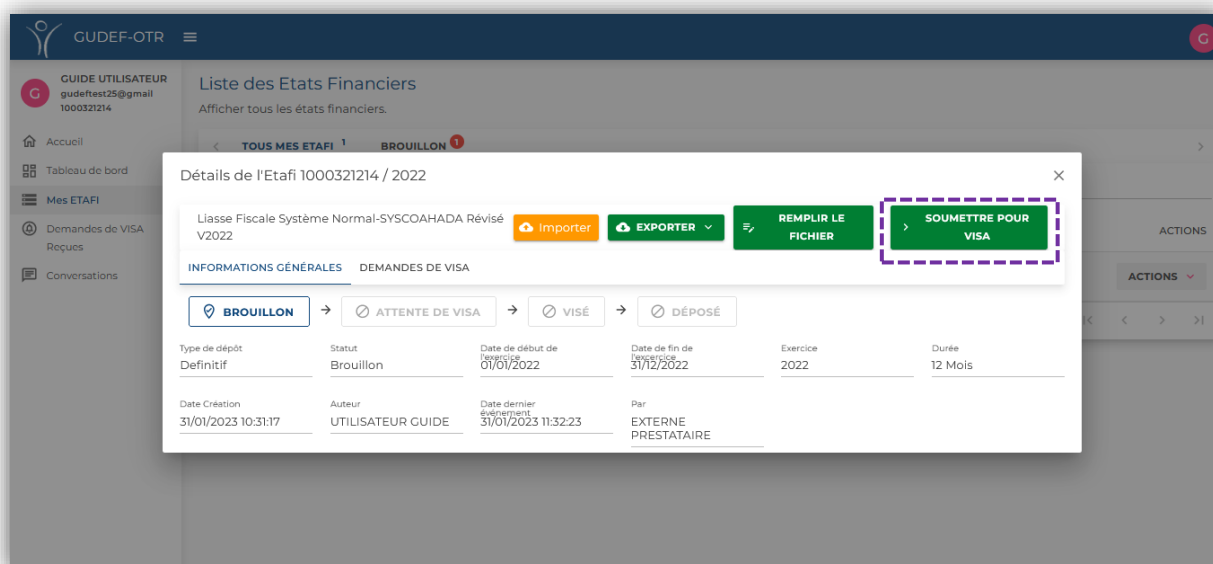 GUDEF-OTR
G
G
GUIDE UTILISATEUR
gudeftest25@gmail
1000321214
Accueil
Tableau de bord
Mes ETAFI
Demandes de VISA
Reçues
Conversations
Liste des Etats Financiers
Afficher tous les états financiers.
TOUS MES ETAFI 1
BROUILLON 1
ACTIONS
ACTIONS
Détails de l'Etafi 1000321214 / 2022
Liasse Fiscale Système Normal-SYSCOAHADA Révisé
V2022
Importer
EXPORTER
REMPLIR LE
FICHIER
SOUMETTRE POUR
VISA
INFORMATIONS GÉNÉRALES DEMANDES DE VISA
BROUILLON ATTENTE DE VISA VISÉ DÉPOSÉ
Type de dépôt
Definitif
Statut
Brouillon
Date de début de
l'exercice
01/01/2022
Date de fin de
l'excercice
31/12/2022
Exercice
2022
Durée
12 Mois
Date Création
31/01/2023 10:31:17
Auteur
UTILISATEUR GUIDE
Date dernier
événement
31/01/2023 11:32:23
Par
EXTERNE
PRESTATAIRE